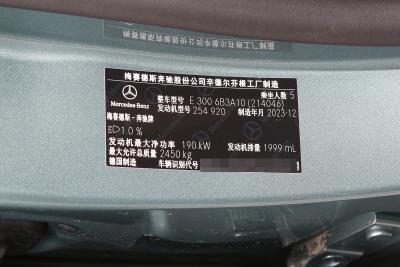 梅赛德斯奔驰股份公司辛德尔芬根工厂制造
乘坐人数 5
Mercedes-Benz
整车型号 E 300 6B3A10 (214046)
发动机型号 254 920 制造年月 2023-12
梅赛德斯-奔驰牌
1.0 %
发动机最大净功率 190 kW 发动机排量 1999 mL
最大允许总质量 2450 kg
德国制造 车辆识别代号
1